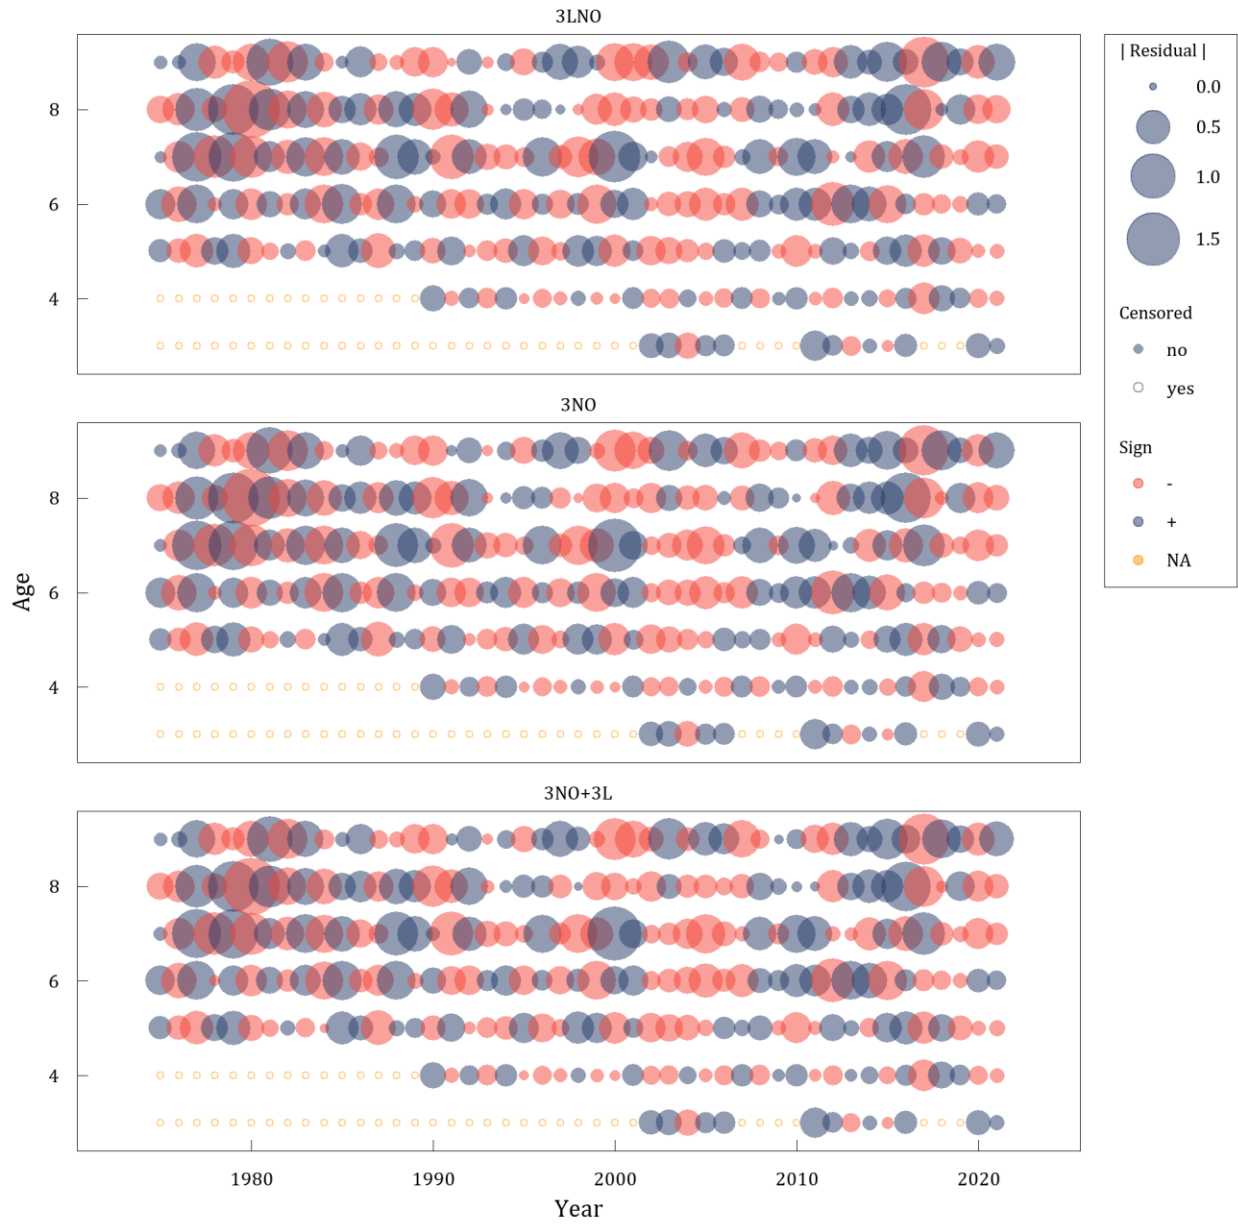 3LNO
8
6
4
3NO
8
6
4
Age
3NO+3L
8
6
4
1980 1990 2000 2010 2020
Year
| Residual |
0.0
0.5
1.0
1.5
Censored
no
yes
Sign
-
+
NA